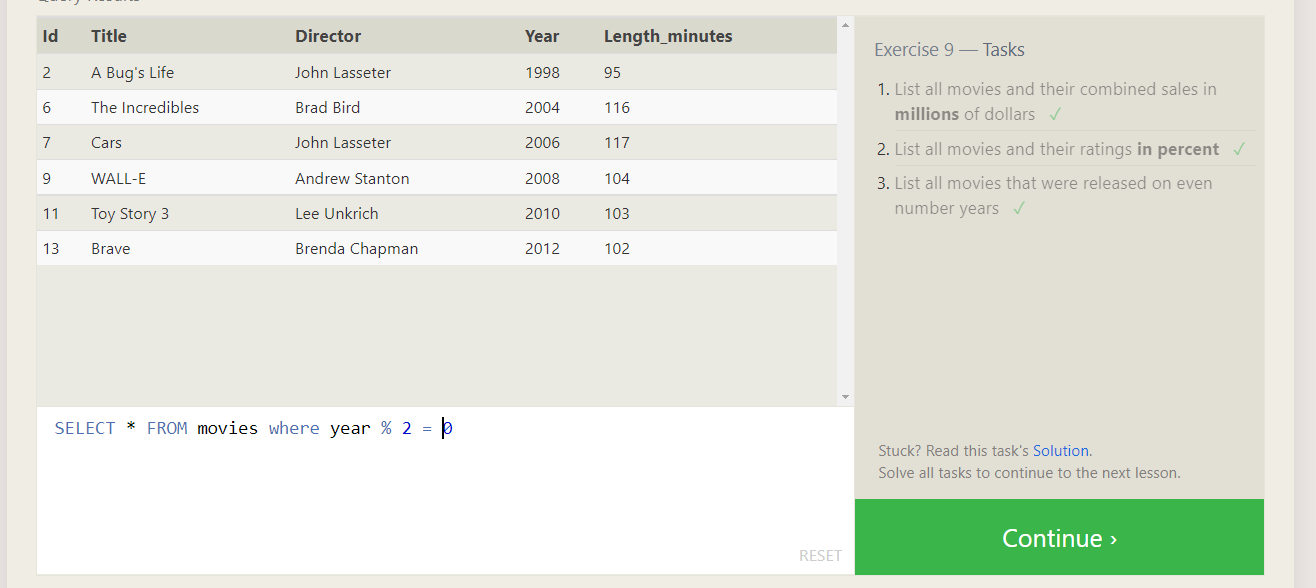 Query Results
Id Title Director Year Length_minutes
2 A Bug's Life John Lasseter 1998 95
6 The Incredibles Brad Bird 2004 116
7 Cars John Lasseter 2006 117
9 WALL-E Andrew Stanton 2008 104
11 Toy Story 3 Lee Unkrich 2010 103
13 Brave Brenda Chapman 2012 102
SELECT * FROM movies where year % 2 = 0
RESET
Exercise 9 — Tasks
1. List all movies and their combined sales in
millions of dollars ✓
2. List all movies and their ratings in percent ✓
3. List all movies that were released on even
number years ✓
Stuck? Read this task's Solution.
Solve all tasks to continue to the next lesson.
Continue ›